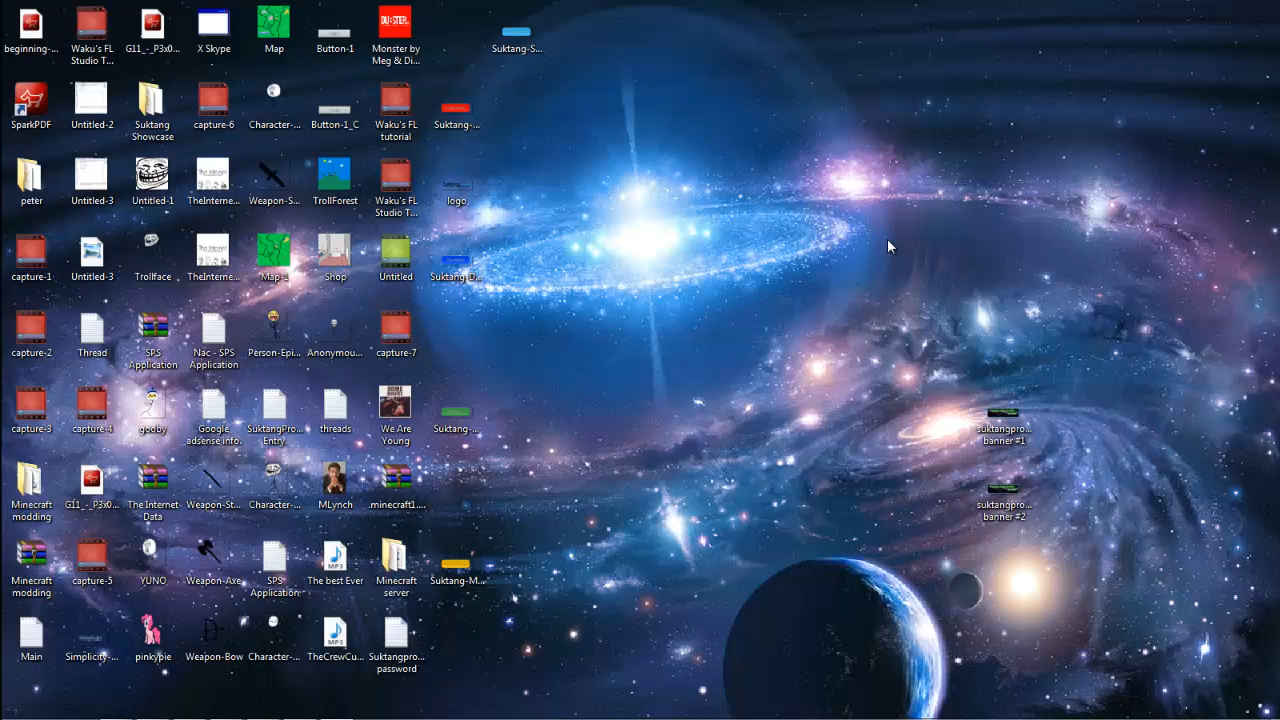 beginning-...
Waku's FL
Studio T...
G11_-_P3x0...
X Skype
Map
Button-1
Monster by
Meg & Di...
Suktang-S...
SparkPDF
Untitled-2
Suktang
Showcase
capture-6
Character-...
Button-1_C
Waku's FL
tutorial
Suktang-...
peter
Untitled-3
Untitled-1
TheInterne...
Weapon-S...
TrollForest
Waku's FL
Studio T...
logo
capture-1
Untitled-3
Trollface
TheInterne...
Map-1
Shop
Untitled
Suktang-D...
capture-2
Thread
SPS
Application
Nac - SPS
Application
Person-Epi...
Anonymou...
capture-7
capture-3
capture-4
gooby
Google
adsense info.
SuktangPro...
Entry.
threads
We Are
Young
Suktang-...
suktangpro...
banner #1
Minecraft
modding
G11_-_P3x0...
The Internet
Data
Weapon-St...
Character-...
MLynch
.minecraft1....
suktangpro...
banner #2
Minecraft
modding
capture-5
YUNO
Weapon-Axe
SPS
Application
The best Ever
Minecraft
server
Suktang-M...
Main
Simplicity-...
pinkypie
Weapon-Bow
Character-...
TheCrewCu...
Suktangpro...
password